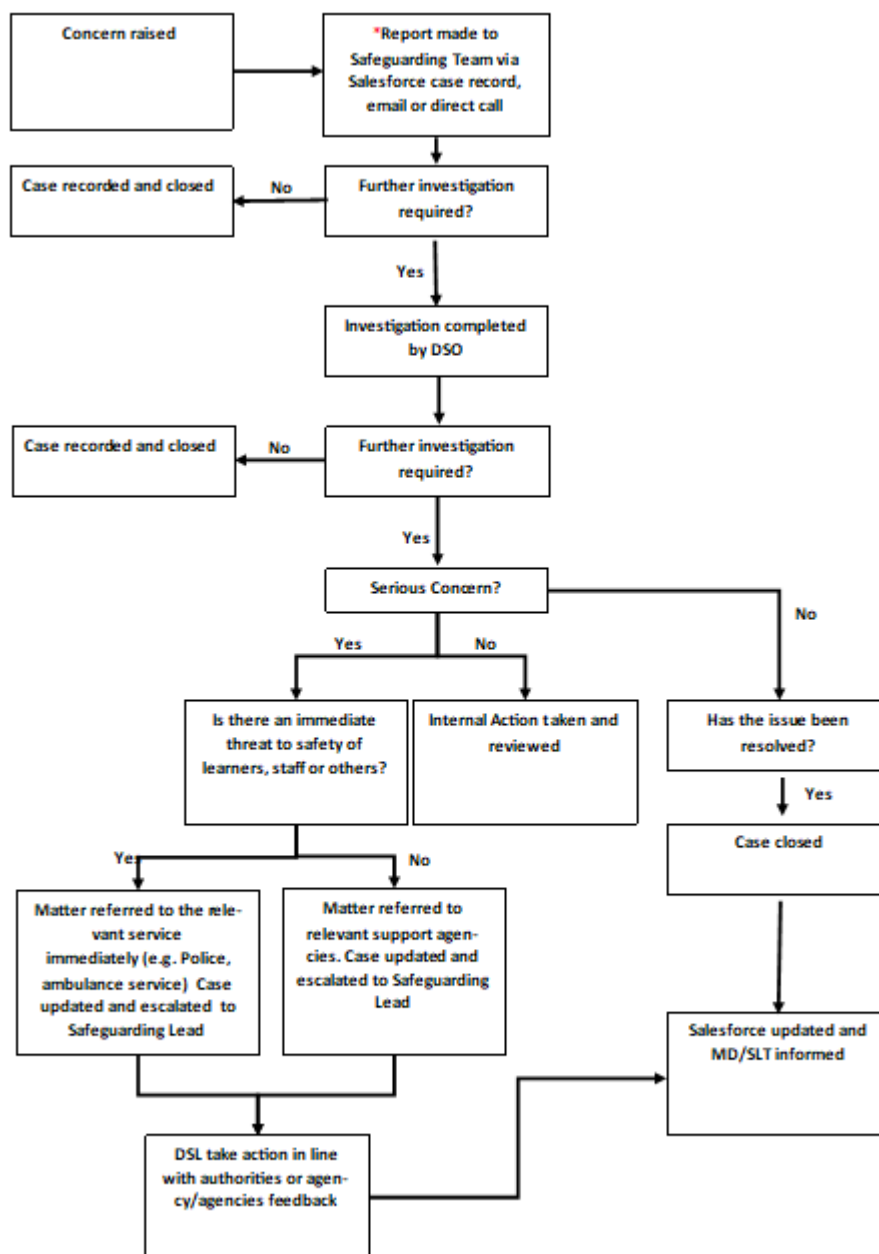 Concern raised
*Report made to
Safeguarding Team via
Salesforce case record,
email or direct call
Case recorded and closed
No
Further investigation
required?
Yes
Investigation completed
by DSO
Case recorded and closed
No
Further investigation
required?
Yes
Serious Concern?
No
Yes
No
Is there an immediate
threat to safety of
learners, staff or others?
Internal Action taken and
reviewed
Has the issue been
resolved?
Yes
Case closed
Yes
No
Matter referred to the rele-
vant service
immediately (e.g. Police,
ambulance service) Case
updated and escalated to
Safeguarding Lead
Matter referred to
relevant support agen-
cies. Case updated and
escalated to Safeguarding
Lead
Salesforce updated and
MD/SLT informed
DSL take action in line
with authorities or agen-
cy/agencies feedback